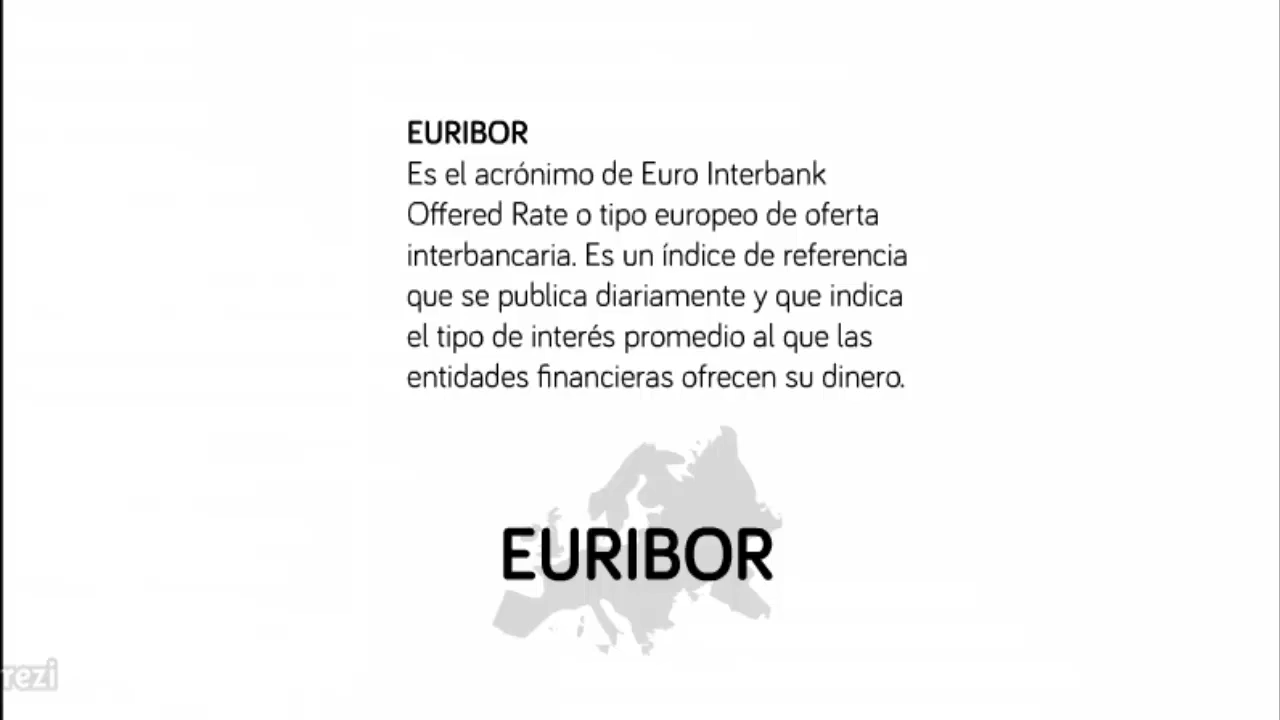 EURIBOR
Es el acrónimo de Euro Interbank
Offered Rate o tipo europeo de oferta
interbancaria. Es un índice de referencia
que se publica diariamente y que indica
el tipo de interés promedio al que las
entidades financieras ofrecen su dinero.
EURIBOR
rezi